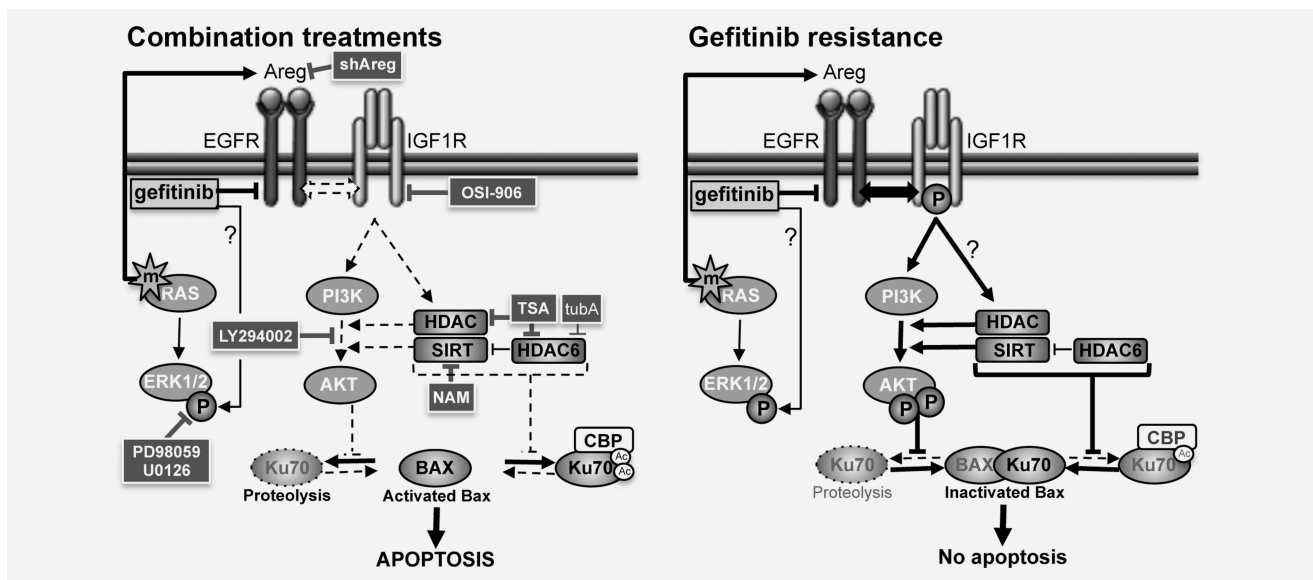 Combination treatments
Areg
shAreg
EGFR
IGF1R
gefitinib
OSI-906
?
m
RAS
PI3K
TSA
tubA
LY294002
HDAC
SIRT
HDAC6
ERK1/2
P
AKT
NAM
PD98059
U0126
CBP
Ku70
BAX
Ku70
Ac
Ac
Proteolysis
Activated Bax
APOPTOSIS
Gefitinib resistance
Areg
EGFR
IGF1R
gefitinib
P
?
?
m
RAS
PI3K
HDAC
SIRT
HDAC6
ERK1/2
P
AKT
P
P
CBP
Ku70
BAX
Ku70
Ku70
Ac
Proteolysis
Inactivated Bax
No apoptosis